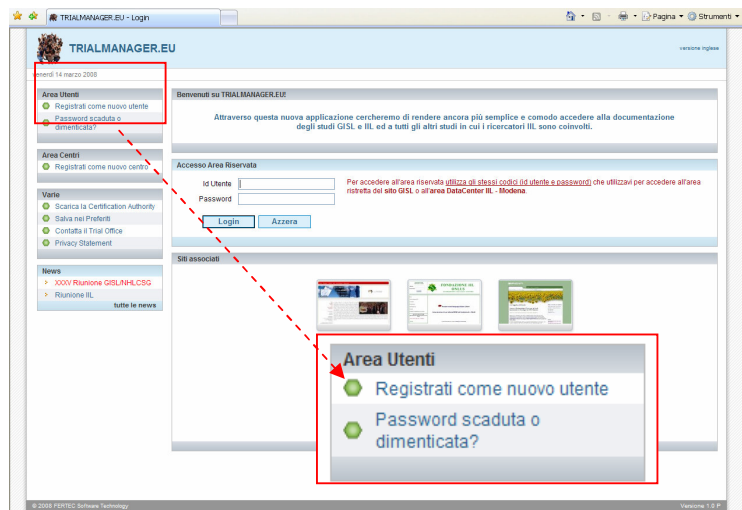 TRIALMANAGER.EU - Login
Pagina
Strumenti
TRIALMANAGER.EU
versione inglese
venerdì 14 marzo 2008
Area Utenti
Registrati come nuovo utente
Password scaduta o
dimenticata?
Area Centri
Registrati come nuovo centro
Varie
Scarica la Certification Authority
Salva nei Preferiti
Contatta il Trial Office
Privacy Statement
News
XXXV Riunione GISL/NHLCSG
Riunione IIL
tutte le news
Benvenuti su TRIALMANAGER.EU!
Attraverso questa nuova applicazione cercheremo di rendere ancora più semplice e comodo accedere alla documentazione
degli studi GISL e IIL ed a tutti gli altri studi in cui i ricercatori IIL sono coinvolti.
Accesso Area Riservata
Id Utente
Password
Login
Azzera
Per accedere all'area riservata utilizza gli stessi codici (id utente e password) che utilizzavi per accedere all'area
ristretta del sito GISL o all'area DataCenter IIL - Modena.
Siti associati
FONDAZIONE IIL
ONLUS
Area Utenti
Registrati come nuovo utente
Password scaduta o
dimenticata?
© 2008 FERTEC Software Technology
Versione 1.0 P